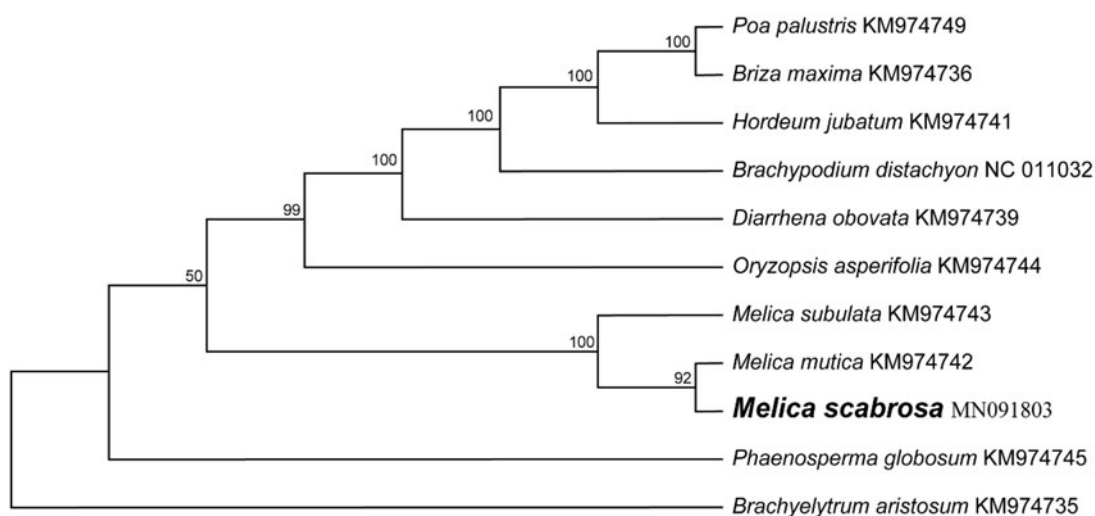 Poa palustris KM974749
100
Briza maxima KM974736
100
Hordeum jubatum KM974741
100
Brachypodium distachyon NC 011032
100
Diarrhena obovata KM974739
99
Oryzopsis asperifolia KM974744
50
Melica subulata KM974743
100
Melica mutica KM974742
92
Melica scabrosa MN091803
Phaenosperma globosum KM974745
Brachyelytrum aristosum KM974735